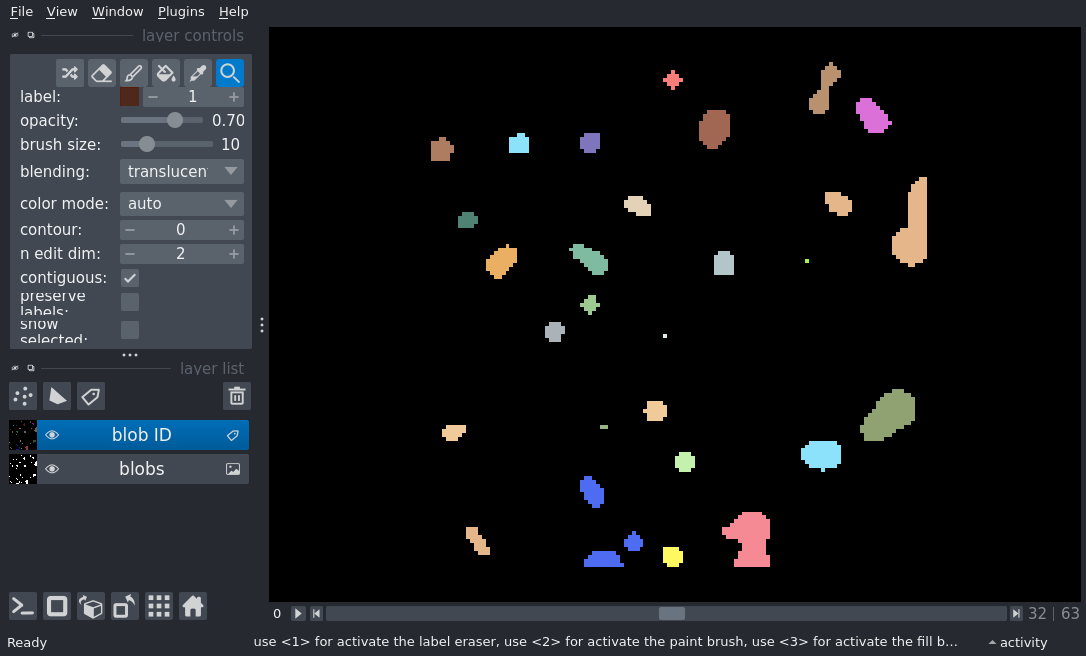 File View Window Plugins Help
layer controls
label: 1
opacity: 0.70
brush size: 10
blending: translucen
color mode: auto
contour: 0
n edit dim: 2
contiguous:
preserve
labels:
show
selected:
layer list
blob ID
blobs
0 32 | 63
Ready use <1> for activate the label eraser, use <2> for activate the paint brush, use <3> for activate the fill b... activity